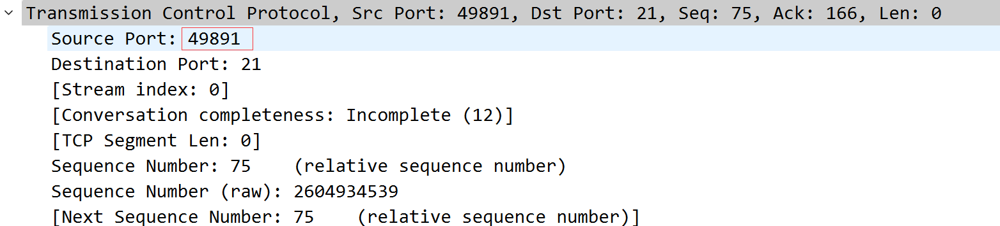 Transmission Control Protocol, Src Port: 49891, Dst Port: 21, Seq: 75, Ack: 166, Len: 0
Source Port: 49891
Destination Port: 21
[Stream index: 0]
[Conversation completeness: Incomplete (12)]
[TCP Segment Len: 0]
Sequence Number: 75    (relative sequence number)
Sequence Number (raw): 2604934539
[Next Sequence Number: 75    (relative sequence number)]